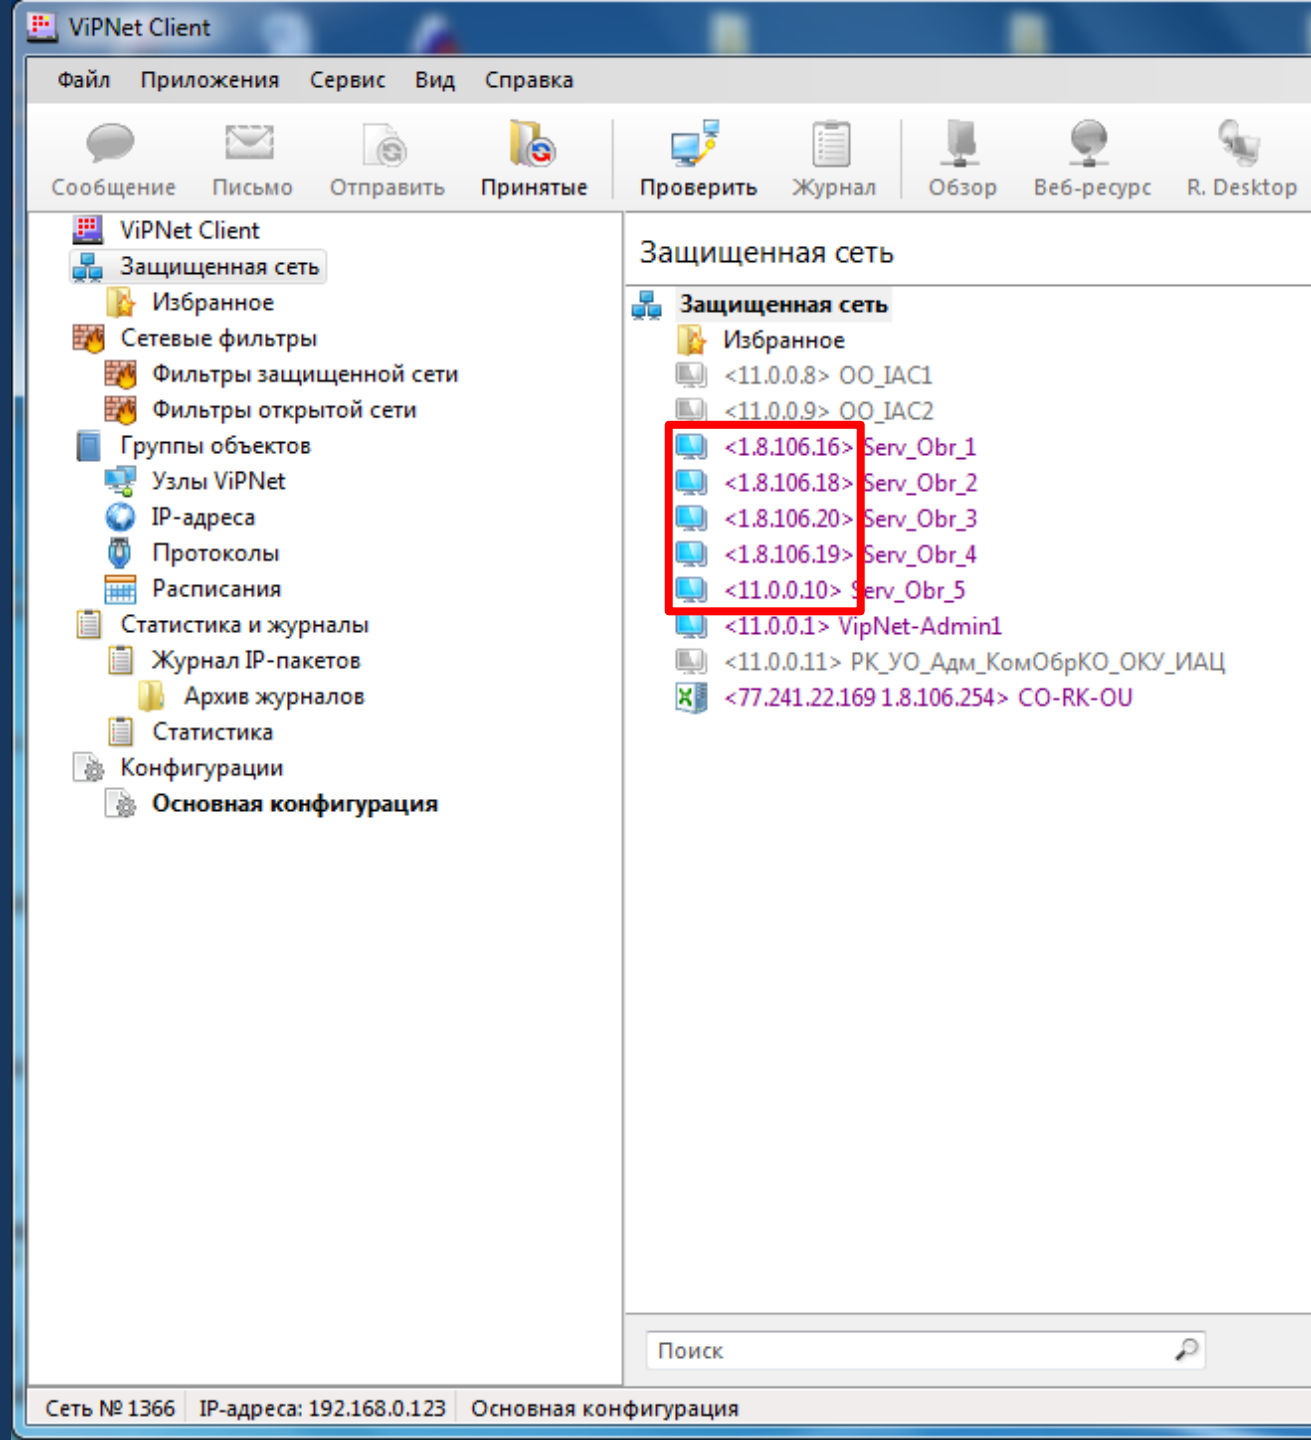 ViPNet Client
Файл Приложения Сервис Вид Справка
Сообщение Письмо Отправить Принятые Проверить Журнал Обзор Веб-ресурс R. Desktop
ViPNet Client
Защищенная сеть
Избранное
Сетевые фильтры
Фильтры защищенной сети
Фильтры открытой сети
Группы объектов
Узлы ViPNet
IP-адреса
Протоколы
Расписания
Статистика и журналы
Журнал IP-пакетов
Архив журналов
Статистика
Конфигурации
Основная конфигурация
Защищенная сеть
Защищенная сеть
Избранное
<11.0.0.8> OO_IAC1
<11.0.0.9> OO_IAC2
<1.8.106.16> Serv_Obr_1
<1.8.106.18> Serv_Obr_2
<1.8.106.20> Serv_Obr_3
<1.8.106.19> Serv_Obr_4
<11.0.0.10> Serv_Obr_5
<11.0.0.1> VipNet-Admin1
<11.0.0.11> РК_УО_Адм_КомОбрКО_ОКУ_ИАЦ
<77.241.22.169 1.8.106.254> CO-RK-OU
Поиск
Сеть № 1366 IP-адреса: 192.168.0.123 Основная конфигурация